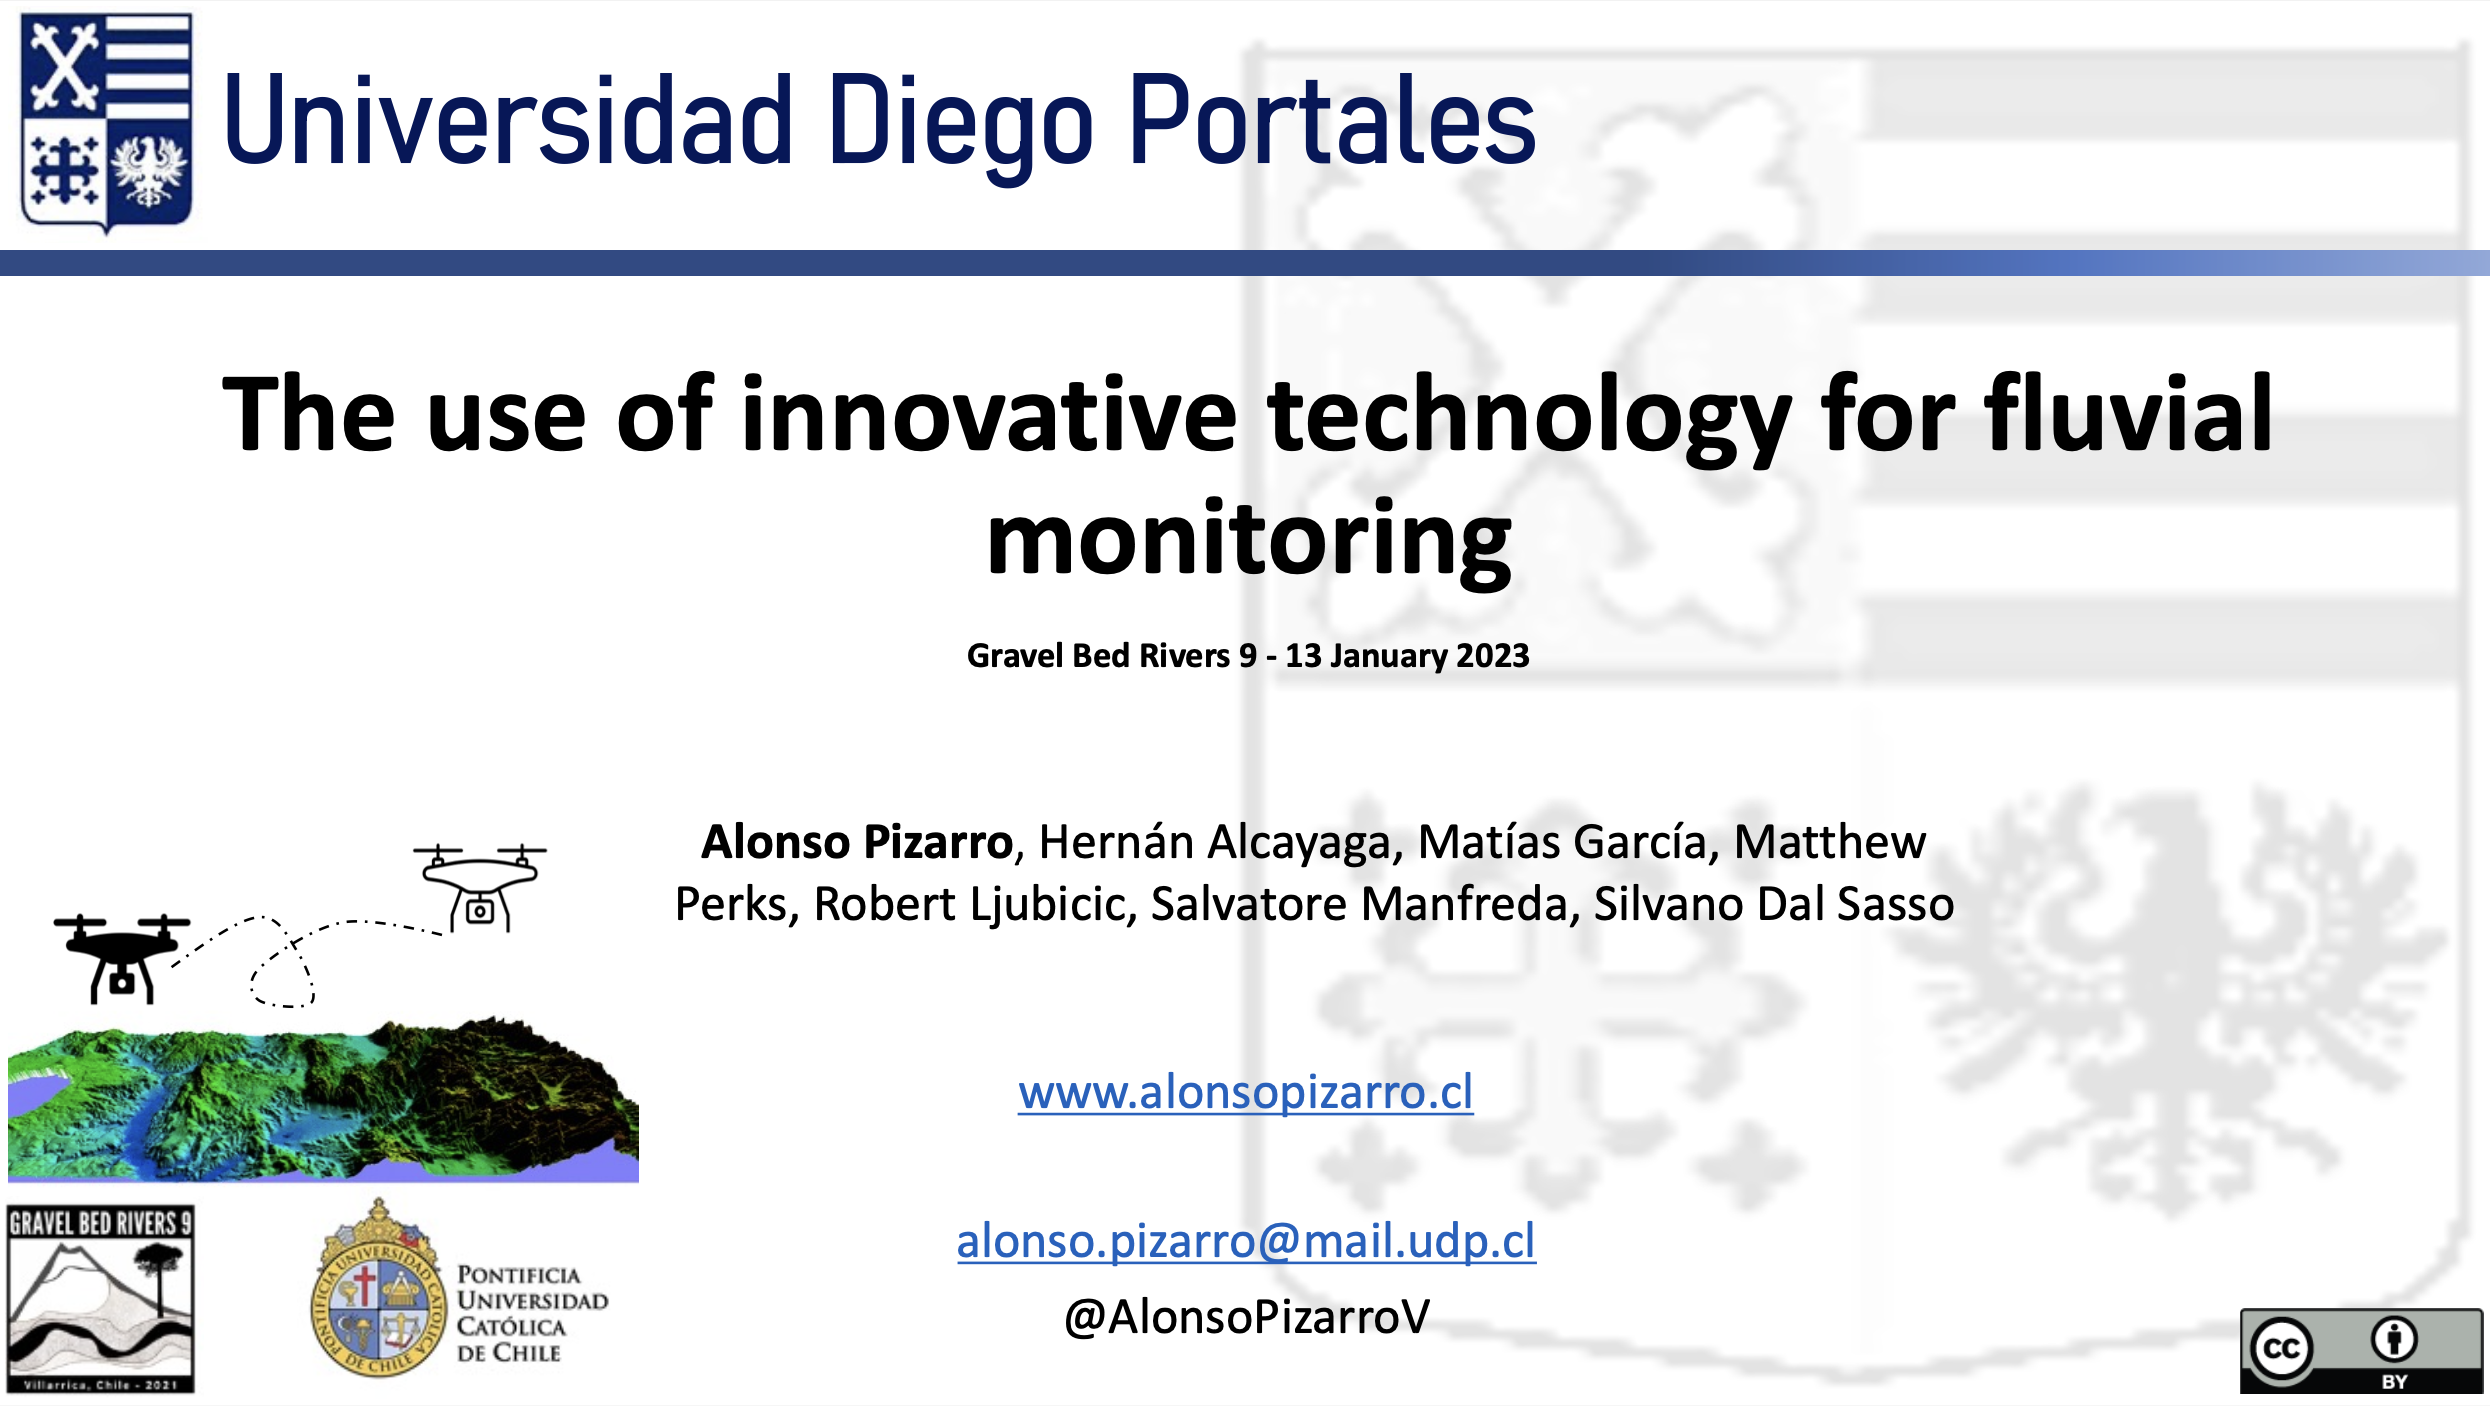 Universidad Diego Portales
The use of innovative technology for fluvial
monitoring
Gravel Bed Rivers 9 - 13 January 2023
Alonso Pizarro, Hernán Alcayaga, Matías García, Matthew
Perks, Robert Ljubicic, Salvatore Manfreda, Silvano Dal Sasso
www.alonsopizarro.cl
alonso.pizarro@mail.udp.cl
@AlonsoPizarroV
GRAVEL BED RIVERS 9
Villarrica, Chile - 2021
PONTIFICIA UNIVERSIDAD CATOLICA DE CHILE
PONTIFICIA
UNIVERSIDAD
CATÓLICA
DE CHILE
cc
BY